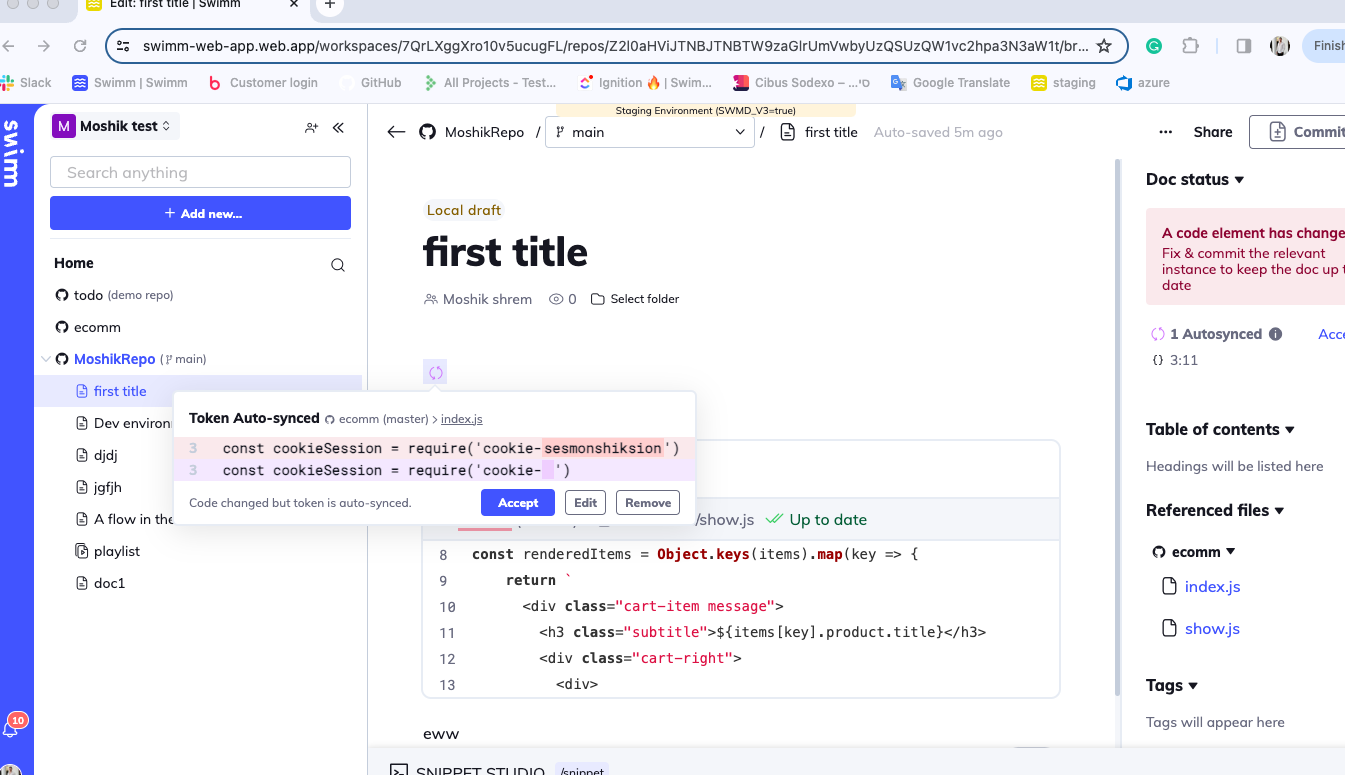 Edit: first title | Swimm
swimm-web-app.web.app/workspaces/7QrLXggXro10v5ucugFL/repos/Z2l0aHViJTNBJTNBTW9zaGlrUmVwbyUzQSUzQW1vc2hpa3N3aW1t/br...
Finish
Slack
Swimm | Swimm
Customer login
GitHub
All Projects - Test...
Ignition 🔥 | Swim...
Cibus Sodexo – ...סי
Google Translate
staging
azure
Staging Environment (SWMD_V3=true)
swimm
M Moshik test
Search anything
+ Add new...
Home
todo (demo repo)
ecomm
MoshikRepo (main)
first title
Dev environ
djdj
jgfjh
A flow in the
playlist
doc1
10
MoshikRepo / main / first title Auto-saved 5m ago
... Share Commit
Local draft
first title
Moshik shrem 0 Select folder
Token Auto-synced ecomm (master) > index.js
3 const cookieSession = require('cookie-sesmonshiksion')
3 const cookieSession = require('cookie- ')
Code changed but token is auto-synced.
Accept Edit Remove
/show.js Up to date
8 const renderedItems = Object.keys(items).map(key => {
9 return `
10 <div class="cart-item message">
11 <h3 class="subtitle">${items[key].product.title}</h3>
12 <div class="cart-right">
13 <div>
eww
SNIPPET STUDIO /snippet
Doc status
A code element has change
Fix & commit the relevant
instance to keep the doc up t
date
1 Autosynced Acce
{} 3:11
Table of contents
Headings will be listed here
Referenced files
ecomm
index.js
show.js
Tags
Tags will appear here